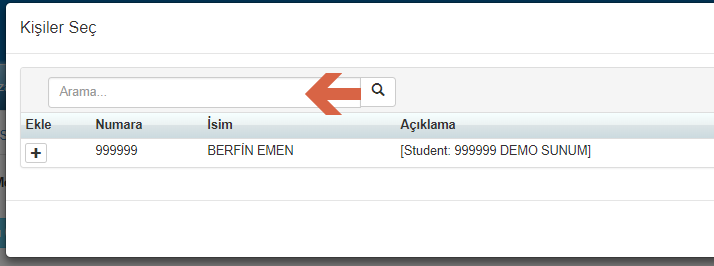 Kişiler Seç
Arama...
Ekle Numara İsim Açıklama
999999 BERFİN EMEN [Student: 999999 DEMO SUNUM]